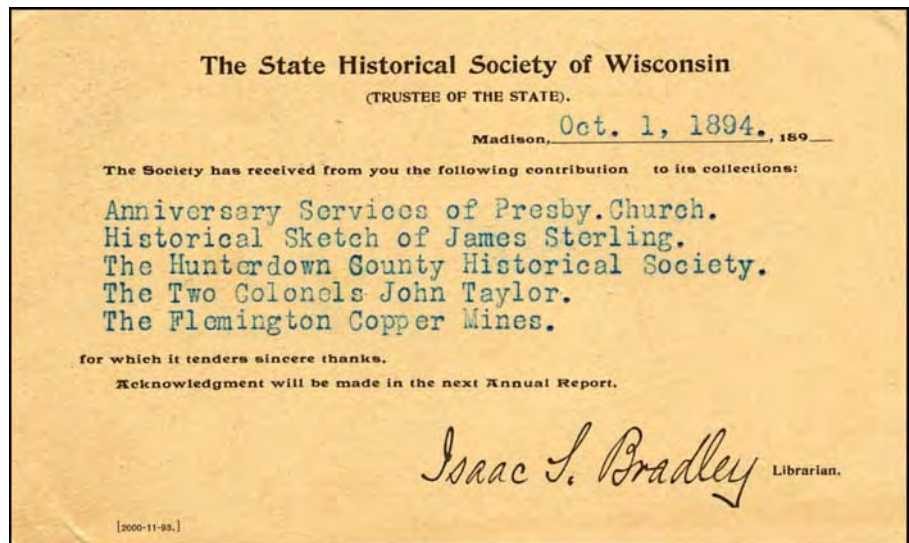 The State Historical Society of Wisconsin
(TRUSTEE OF THE STATE).
Madison, Oct. 1, 1894., 189
The Society has received from you the following contribution to its collections:
Anniversary Services of Presby.Church.
Historical Sketch of James Sterling.
The Hunterdown County Historical Society.
The Two Colonels John Taylor.
The Flemington Copper Mines.
for which it tenders sincere thanks.
Acknowledgment will be made in the next Annual Report.
Isaac S. Bradley Librarian.
[2000-11-93.]